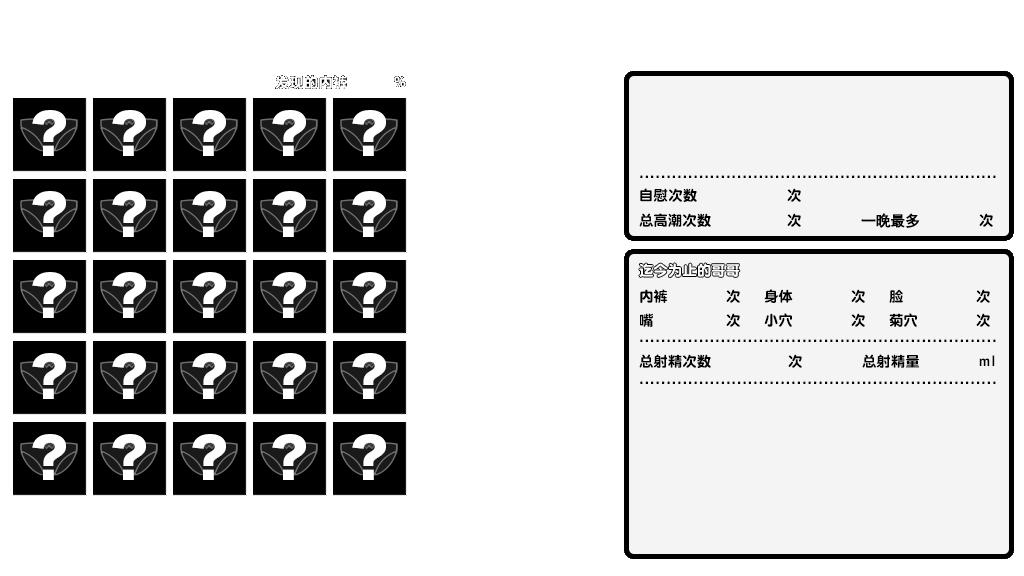 发现的内裤 %
? ? ? ? ?
? ? ? ? ?
? ? ? ? ?
? ? ? ? ?
? ? ? ? ?
自慰次数 次
总高潮次数 次 一晚最多 次
迄今为止的哥哥
内裤 次 身体 次 脸 次
嘴 次 小穴 次 菊穴 次
总射精次数 次 总射精量 ml